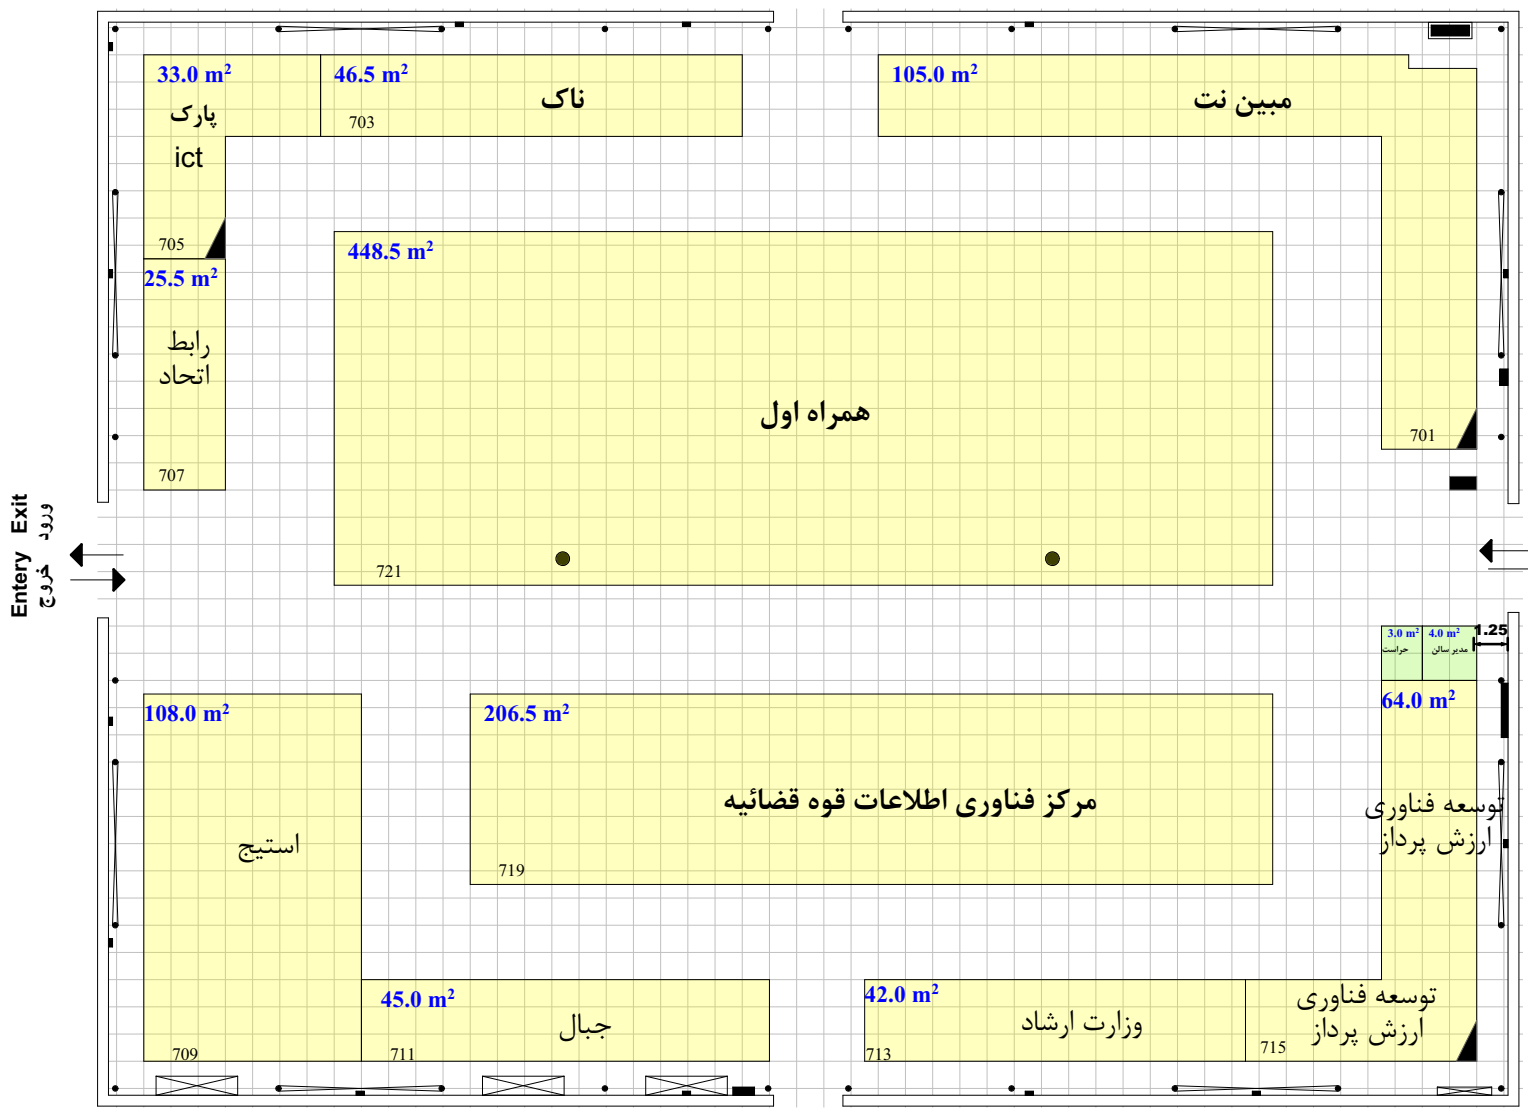 33.0 m²
پارک
ict
705
46.5 m²
ناک
703
105.0 m²
مبین نت
701
25.5 m²
رابط
اتحاد
707
448.5 m²
همراه اول
721
Entery Exit
ورود خروج
3.0 m²
حراست
4.0 m²
مدیر سالن
1.25
108.0 m²
استیج
709
206.5 m²
مرکز فناوری اطلاعات قوه قضائیه
719
64.0 m²
توسعه فناوری
ارزش پرداز
45.0 m²
جبال
711
42.0 m²
وزارت ارشاد
713
توسعه فناوری
ارزش پرداز
715